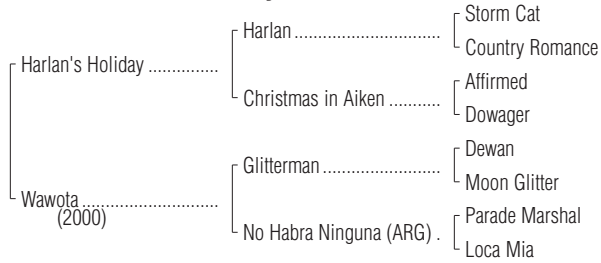 Storm Cat
Harlan ...............................
Country Romance
Harlan's Holiday ...............
Affirmed
Christmas in Aiken ...........
Dowager
Dewan
Glitterman .........................
Moon Glitter
Wawota .............................
(2000)
Parade Marshal
No Habra Ninguna (ARG) .
Loca Mia